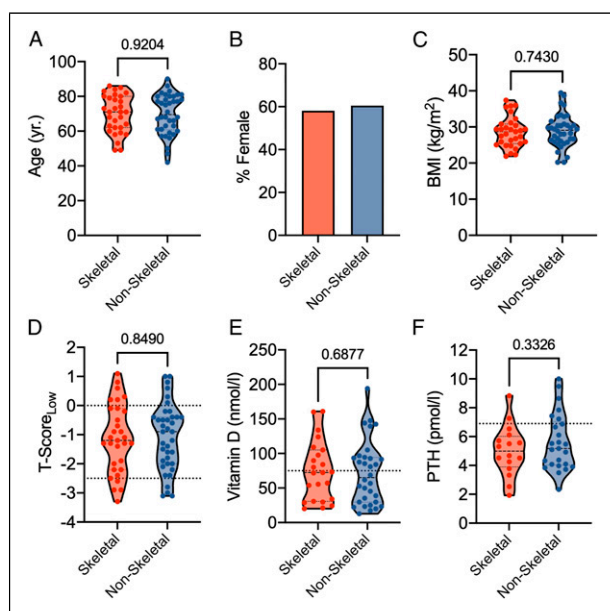 A
0.9204
Age (yr.)
100
80
60
40
20
0
Skeletal
Non-Skeletal
B
% Female
80
60
40
20
0
Skeletal
Non-Skeletal
C
0.7430
BMI (kg/m²)
50
40
30
20
10
0
Skeletal
Non-Skeletal
D
0.8490
T-ScoreLow
2
1
0
-1
-2
-3
-4
Skeletal
Non-Skeletal
E
0.6877
Vitamin D (nmol/l)
250
200
150
100
50
0
Skeletal
Non-Skeletal
F
0.3326
PTH (pmol/l)
12
10
8
6
4
2
0
Skeletal
Non-Skeletal